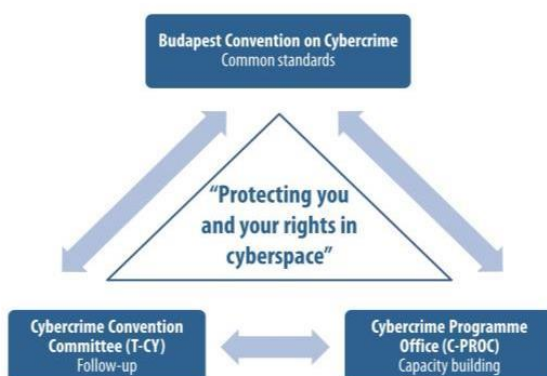 Budapest Convention on Cybercrime
Common standards
“Protecting you
and your rights in
cyberspace”
Cybercrime Convention
Committee (T-CY)
Follow-up
Cybercrime Programme
Office (C-PROC)
Capacity building